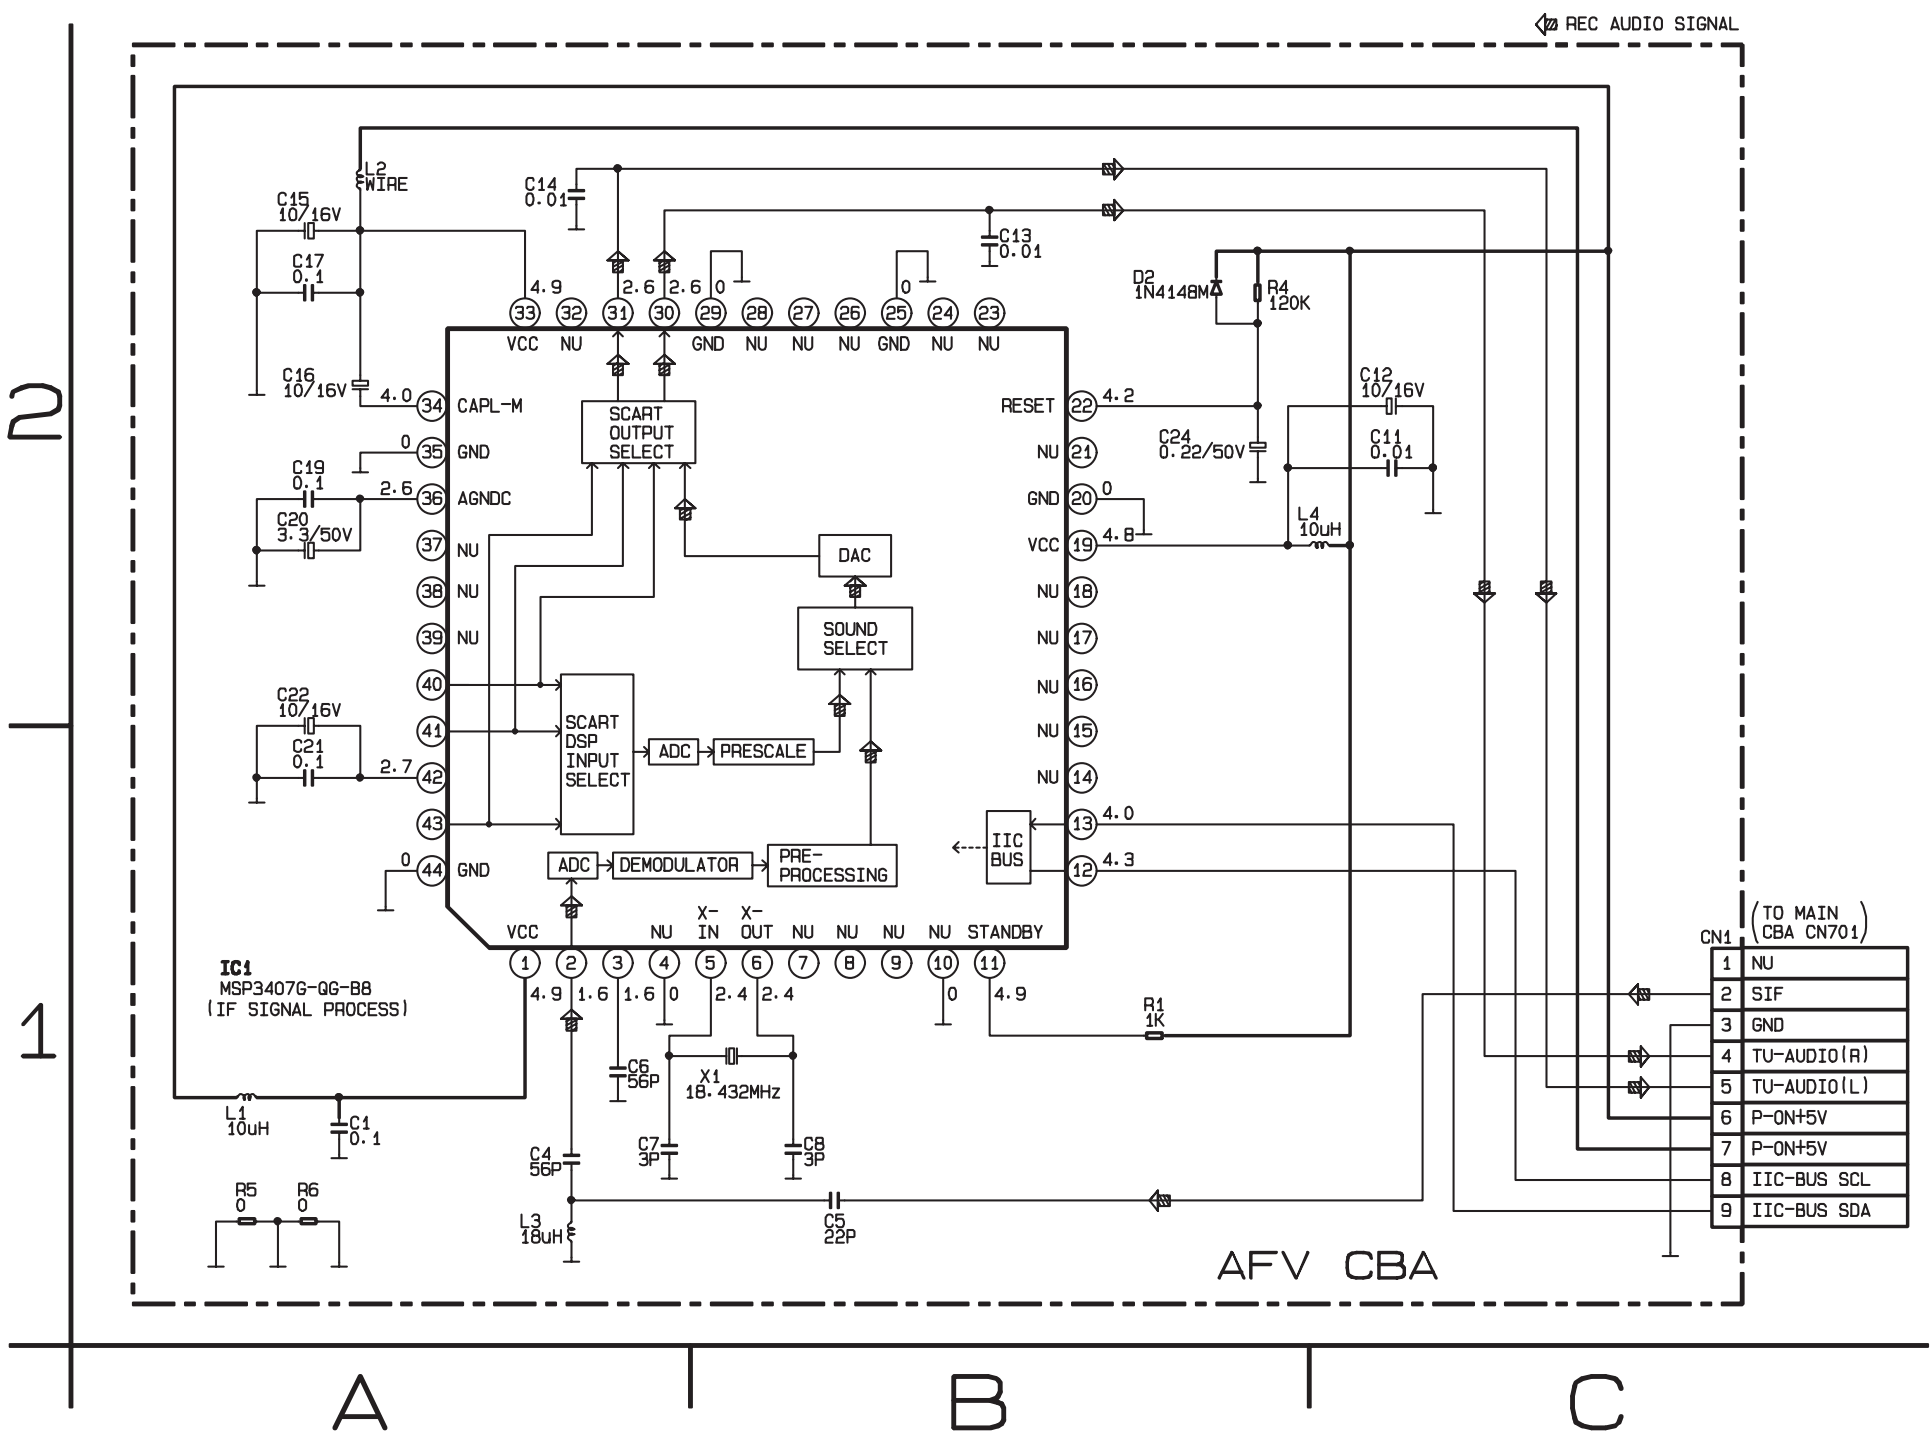 REC AUDIO SIGNAL
2
1
A
B
C
L2
WIRE
C15
10/16V
C17
0.1
C16
10/16V
C14
0.01
C13
0.01
4.9
2.6
2.6
0
0
33
32
31
30
29
28
27
26
25
24
23
VCC
NU
GND
NU
NU
NU
GND
NU
NU
D2
1N4148M
R4
120K
C12
10/16V
C11
0.01
C24
0.22/50V
L4
10uH
4.0
34
CAPL-M
0
35
GND
C19
0.1
2.6
36
AGNDC
C20
3.3/50V
37
NU
38
NU
39
NU
40
41
C22
10/16V
C21
0.1
2.7
42
43
0
44
GND
SCART
OUTPUT
SELECT
DAC
SOUND
SELECT
SCART
DSP
INPUT
SELECT
ADC
PRESCALE
ADC
DEMODULATOR
PRE-
PROCESSING
IIC
BUS
RESET
22
4.2
NU
21
GND
20
0
VCC
19
4.8
NU
18
NU
17
NU
16
NU
15
NU
14
13
4.0
12
4.3
VCC
NU
X-
IN
X-
OUT
NU
NU
NU
NU
STANDBY
1
2
3
4
5
6
7
8
9
10
11
4.9
1.6
1.6
0
2.4
2.4
0
4.9
IC1
MSP3407G-QG-B8
(IF SIGNAL PROCESS)
R1
1K
C6
56P
X1
18.432MHz
L1
10uH
C1
0.1
C4
56P
C7
3P
C8
3P
R5
0
R6
0
L3
18uH
C5
22P
AFV CBA
(TO MAIN
CBA CN701)
CN1
1 NU
2 SIF
3 GND
4 TU-AUDIO(R)
5 TU-AUDIO(L)
6 P-ON+5V
7 P-ON+5V
8 IIC-BUS SCL
9 IIC-BUS SDA